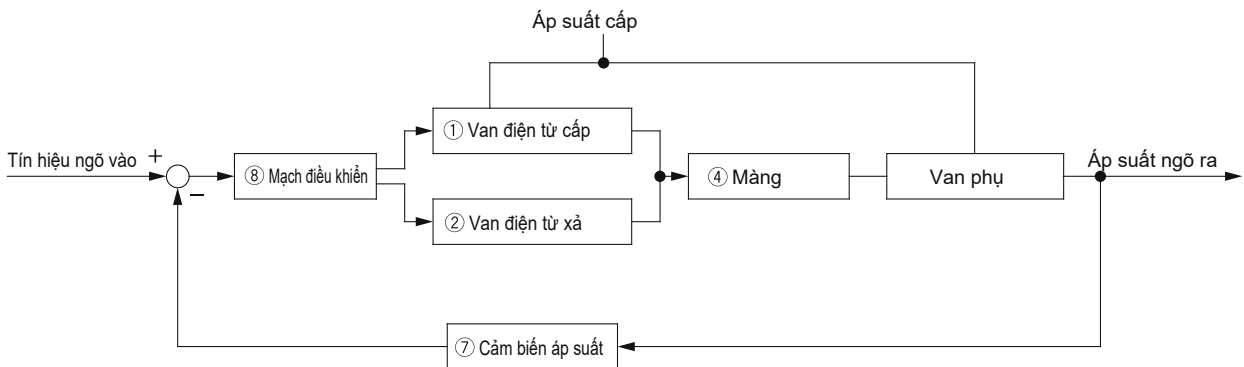 Áp suất cấp
① Van điện từ cấp
Tín hiệu ngõ vào
+
−
⑧ Mạch điều khiển
④ Màng
Van phụ
Áp suất ngõ ra
② Van điện từ xả
⑦ Cảm biến áp suất